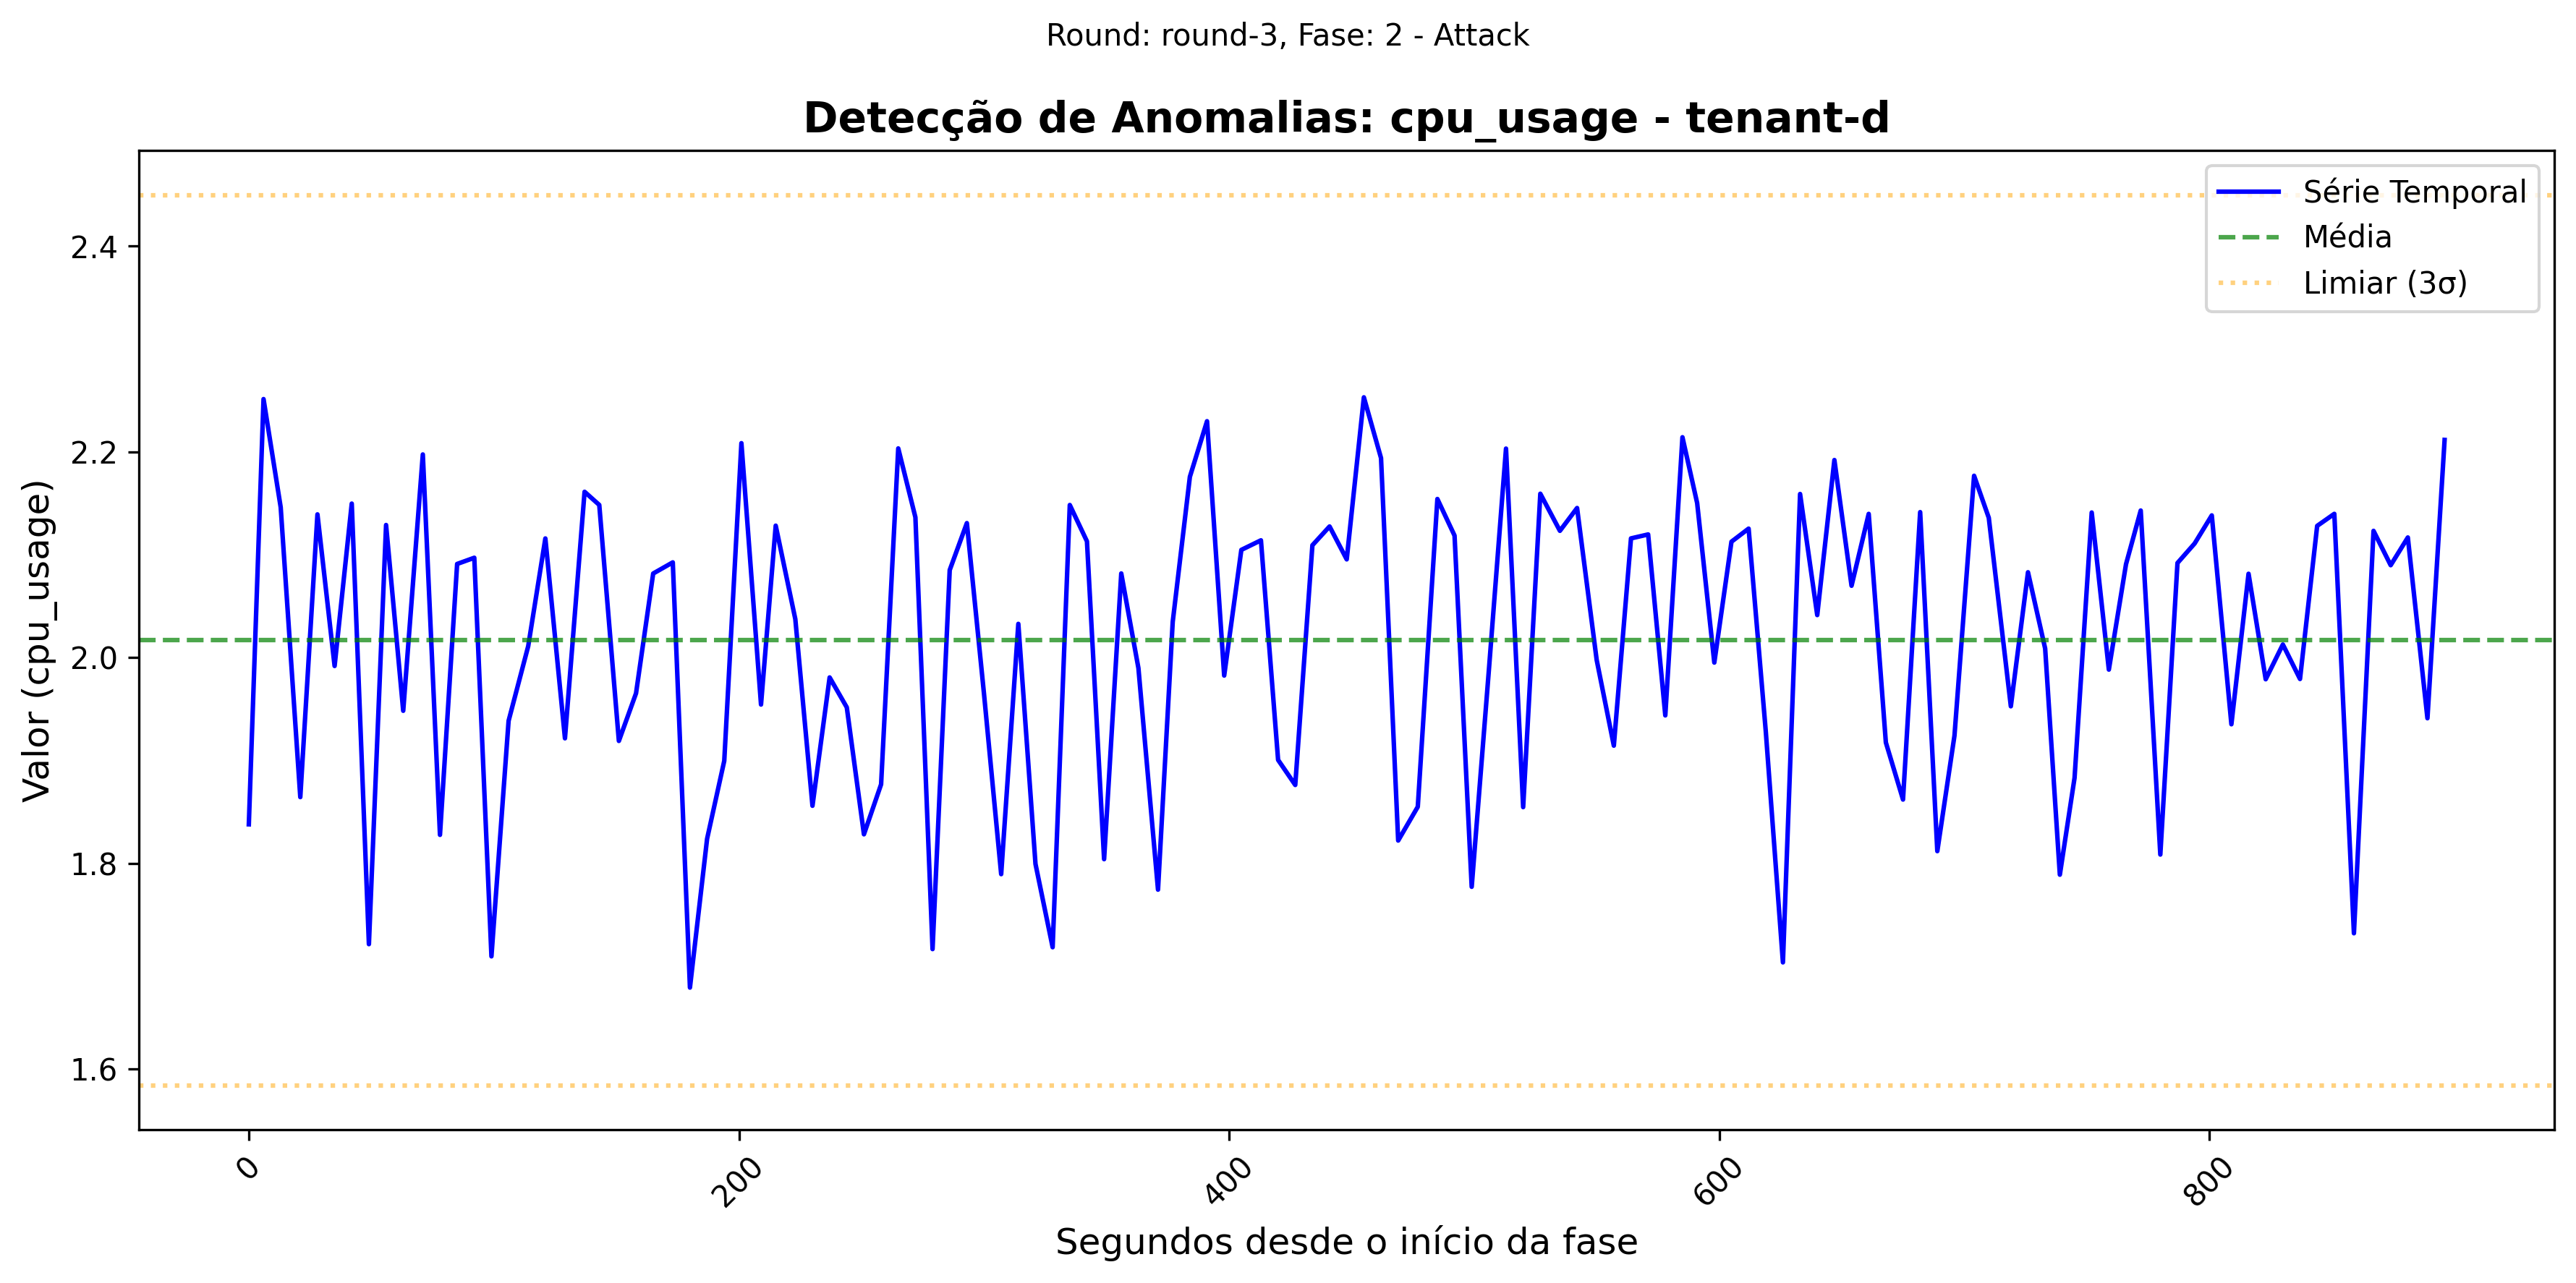 Round: round-3, Fase: 2 - Attack
Detecção de Anomalias: cpu_usage - tenant-d
Série Temporal
Média
Limiar (3σ)
Valor (cpu_usage)
2.4
2.2
2.0
1.8
1.6
0
200
400
600
800
Segundos desde o início da fase